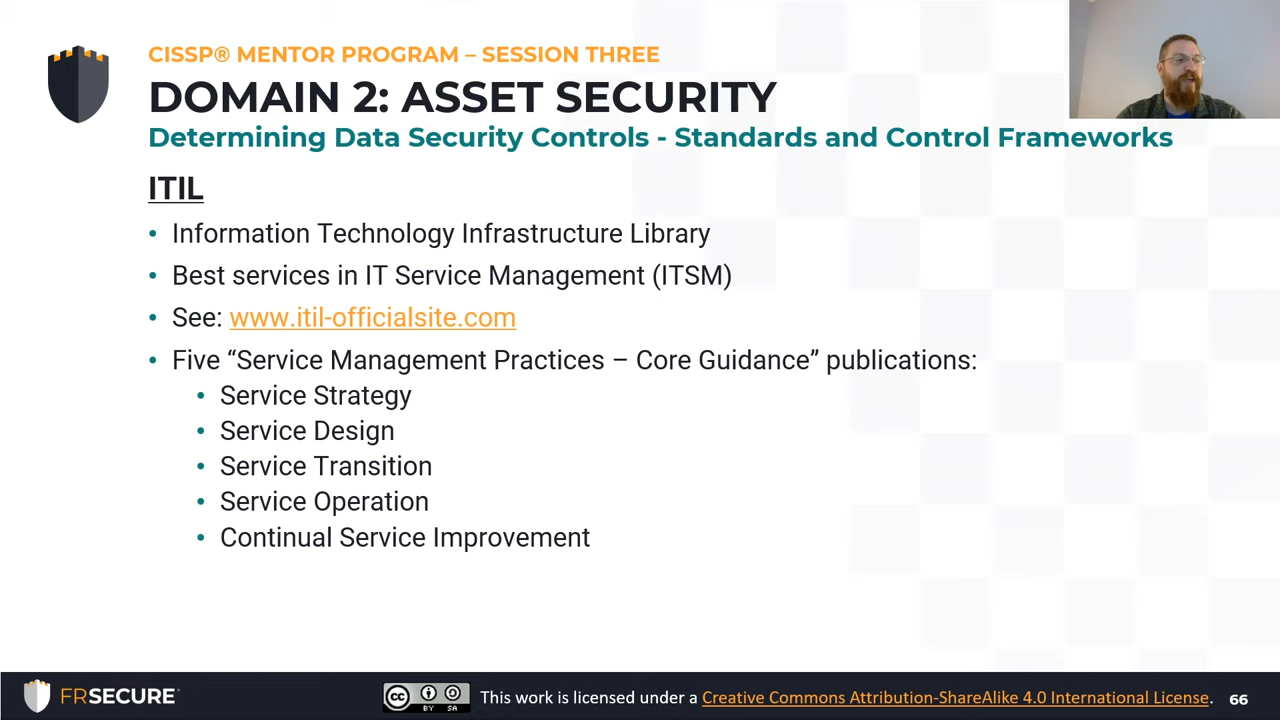 CISSP® MENTOR PROGRAM – SESSION THREE
DOMAIN 2: ASSET SECURITY
Determining Data Security Controls - Standards and Control Frameworks
ITIL
• Information Technology Infrastructure Library
• Best services in IT Service Management (ITSM)
• See: www.itil-officialsite.com
• Five “Service Management Practices – Core Guidance” publications:
• Service Strategy
• Service Design
• Service Transition
• Service Operation
• Continual Service Improvement
FRSECURE
cc BY SA
This work is licensed under a Creative Commons Attribution-ShareAlike 4.0 International License. 66